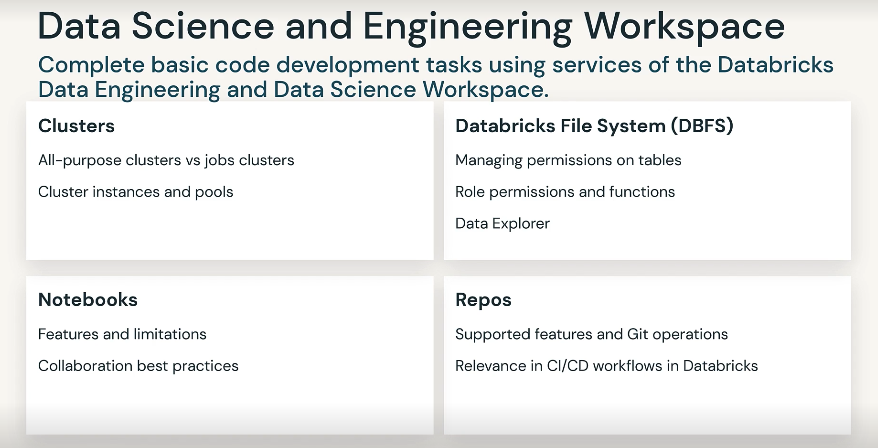 Data Science and Engineering Workspace
Complete basic code development tasks using services of the Databricks
Data Engineering and Data Science Workspace.
Clusters
All-purpose clusters vs jobs clusters
Cluster instances and pools
Databricks File System (DBFS)
Managing permissions on tables
Role permissions and functions
Data Explorer
Notebooks
Features and limitations
Collaboration best practices
Repos
Supported features and Git operations
Relevance in CI/CD workflows in Databricks